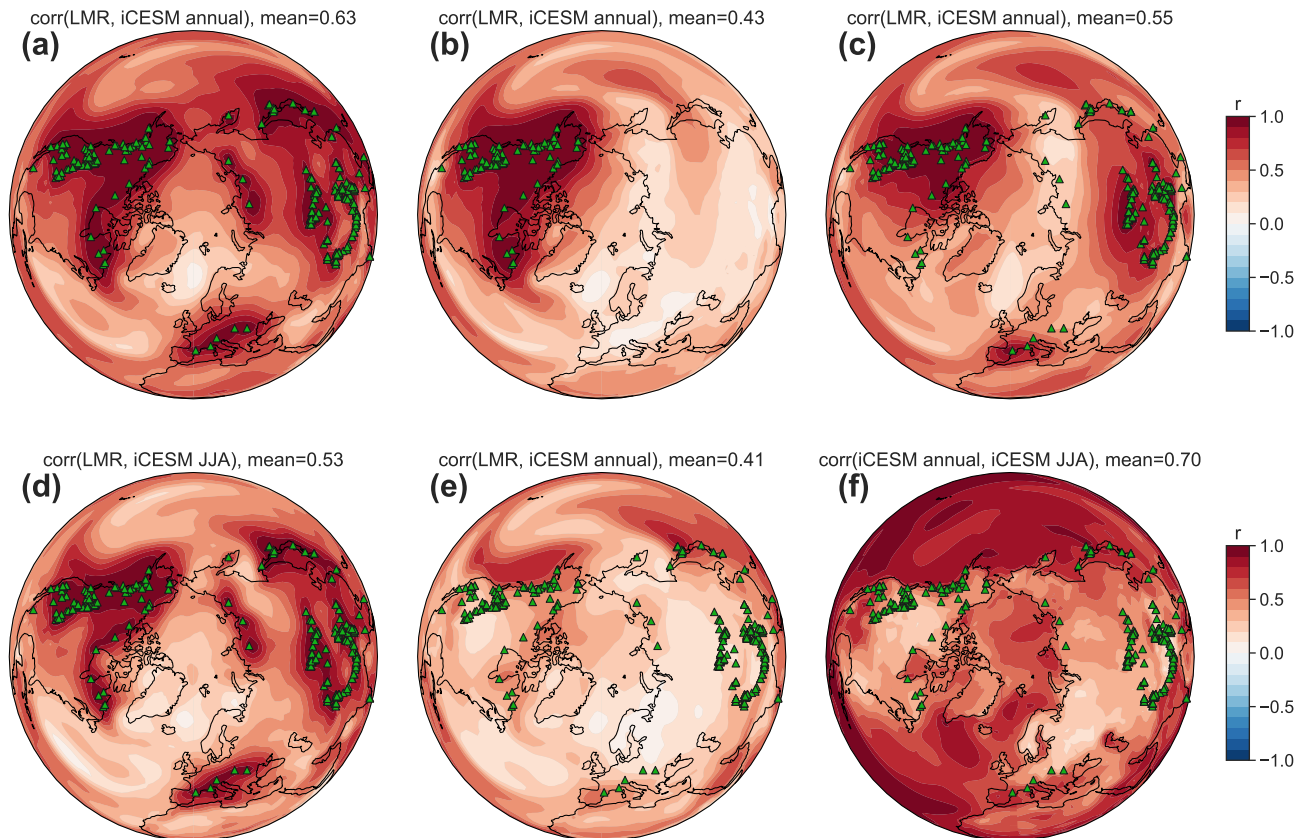 corr(LMR, iCESM annual), mean=0.63
corr(LMR, iCESM annual), mean=0.43
corr(LMR, iCESM annual), mean=0.55
(a)
(b)
(c)
r
1.0
0.5
0.0
−0.5
−1.0
corr(LMR, iCESM JJA), mean=0.53
corr(LMR, iCESM annual), mean=0.41
corr(iCESM annual, iCESM JJA), mean=0.70
(d)
(e)
(f)
r
1.0
0.5
0.0
−0.5
−1.0